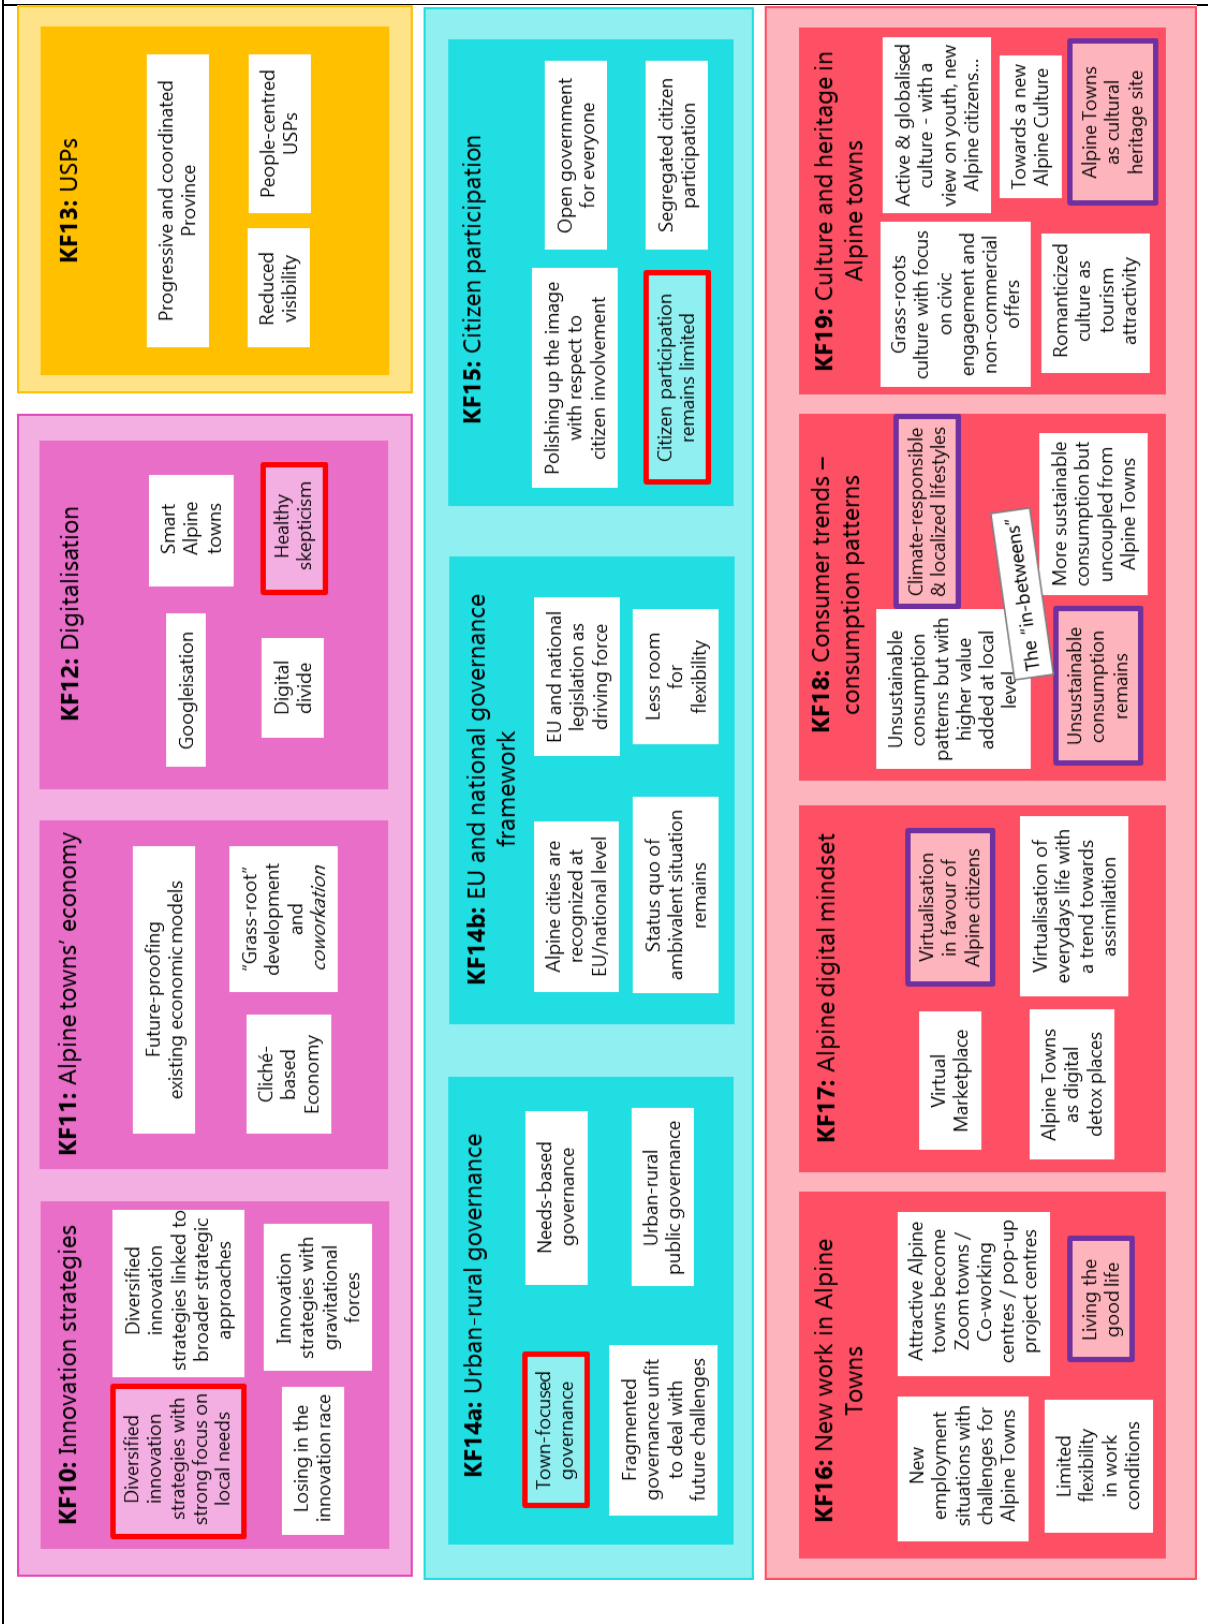 KF10: Innovation strategies
Diversified
innovation
strategies with
strong focus on
local needs
Diversified
innovation
strategies linked to
broader strategic
approaches
Losing in the
innovation race
Innovation
strategies with
gravitational
forces
KF11: Alpine towns’ economy
Future-proofing
existing economic models
Cliché-
based
Economy
“Grass-root”
development
and
coworkation
KF12: Digitalisation
Googleisation
Smart
Alpine
towns
Digital
divide
Healthy
skepticism
KF13: USPs
Progressive and coordinated
Province
Reduced
visibility
People-centred
USPs
KF14a: Urban-rural governance
Town-focused
governance
Needs-based
governance
Fragmented
governance unfit
to deal with
future challenges
Urban-rural
public governance
KF14b: EU and national governance
framework
Alpine cities are
recognized at
EU/national level
EU and national
legislation as
driving force
Status quo of
ambivalent situation
remains
Less room
for
flexibility
KF15: Citizen participation
Polishing up the image
with respect to
citizen involvement
Open government
for everyone
Citizen participation
remains limited
Segregated citizen
participation
KF16: New work in Alpine
Towns
New
employment
situations with
challenges for
Alpine Towns
Attractive Alpine
towns become
Zoom towns /
Co-working
centres / pop-up
project centres
Limited
flexibility
in work
conditions
Living the
good life
KF17: Alpine digital mindset
Virtual
Marketplace
Virtualisation
in favour of
Alpine citizens
Alpine Towns
as digital
detox places
Virtualisation of
everydays life with
a trend towards
assimilation
KF18: Consumer trends –
consumption patterns
Unsustainable
consumption
patterns but with
higher value
added at local
level
Climate-responsible
& localized lifestyles
The “in-betweens”
Unsustainable
consumption
remains
More sustainable
consumption but
uncoupled from
Alpine Towns
KF19: Culture and heritage in
Alpine towns
Grass-roots
culture with focus
on civic
engagement and
non-commercial
offers
Active & globalised
culture - with a
view on youth, new
Alpine citizens...
Towards a new
Alpine Culture
Romanticized
culture as
tourism
attractivity
Alpine Towns
as cultural
heritage site